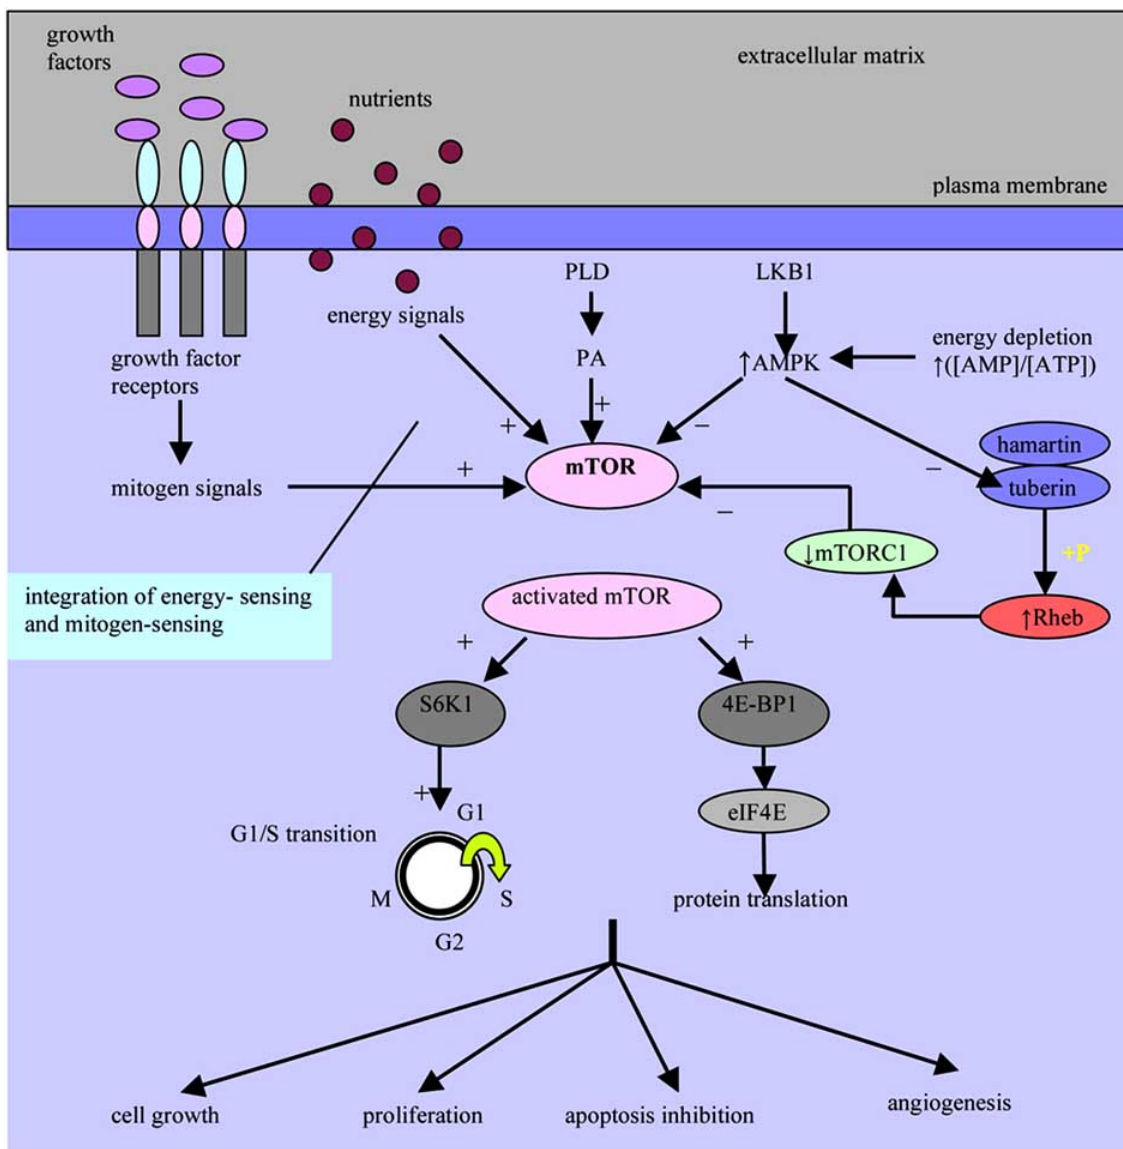 growth
factors
extracellular matrix
nutrients
plasma membrane
PLD
LKB1
energy signals
energy depletion
↑([AMP]/[ATP])
growth factor
receptors
PA
↑AMPK
+
+
–
hamartin
mTOR
+
–
tuberin
mitogen signals
–
↓mTORC1
+P
integration of energy- sensing
and mitogen-sensing
activated mTOR
↑Rheb
+
+
S6K1
4E-BP1
+
G1
eIF4E
G1/S transition
M
S
protein translation
G2
cell growth
proliferation
apoptosis inhibition
angiogenesis